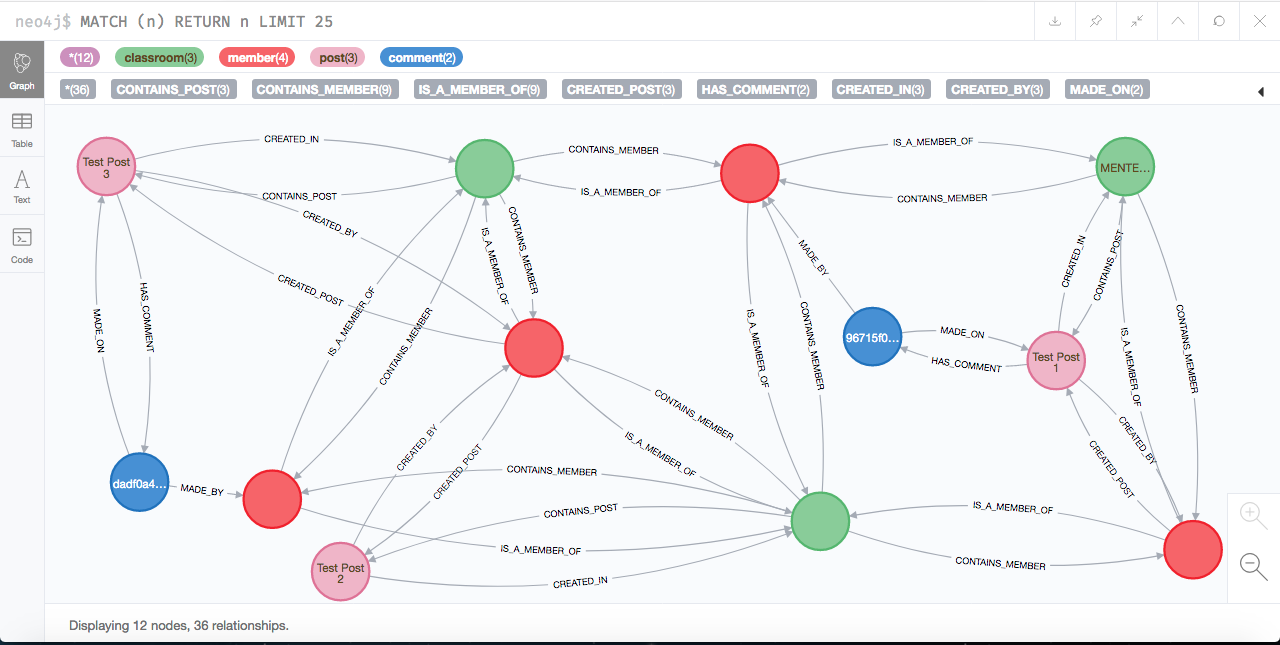 neo4j$ MATCH (n) RETURN n LIMIT 25
*(12) classroom(3) member(4) post(3) comment(2)
*(36) CONTAINS_POST(3) CONTAINS_MEMBER(9) IS_A_MEMBER_OF(9) CREATED_POST(3) HAS_COMMENT(2) CREATED_IN(3) CREATED_BY(3) MADE_ON(2)
Graph
Table
Text
Code
CREATED_IN
CONTAINS_MEMBER
IS_A_MEMBER_OF
Test Post
3
MENTE...
CONTAINS_POST
IS_A_MEMBER_OF
CONTAINS_MEMBER
CREATED_BY
CONTAINS_MEMBER
IS_A_MEMBER_OF
MADE_BY
CREATED_IN
CONTAINS_POST
CREATED_POST
HAS_COMMENT
MADE_ON
IS_A_MEMBER_OF
CONTAINS_MEMBER
IS_A_MEMBER_OF
CONTAINS_MEMBER
96715f0...
MADE_ON
HAS_COMMENT
Test Post
1
IS_A_MEMBER_OF
CONTAINS_MEMBER
CONTAINS_MEMBER
IS_A_MEMBER_OF
CREATED_BY
CREATED_POST
CREATED_BY
CREATED_POST
dadf0a4...
MADE_BY
CONTAINS_MEMBER
CONTAINS_POST
IS_A_MEMBER_OF
IS_A_MEMBER_OF
CONTAINS_MEMBER
Test Post
2
CREATED_IN
Displaying 12 nodes, 36 relationships.